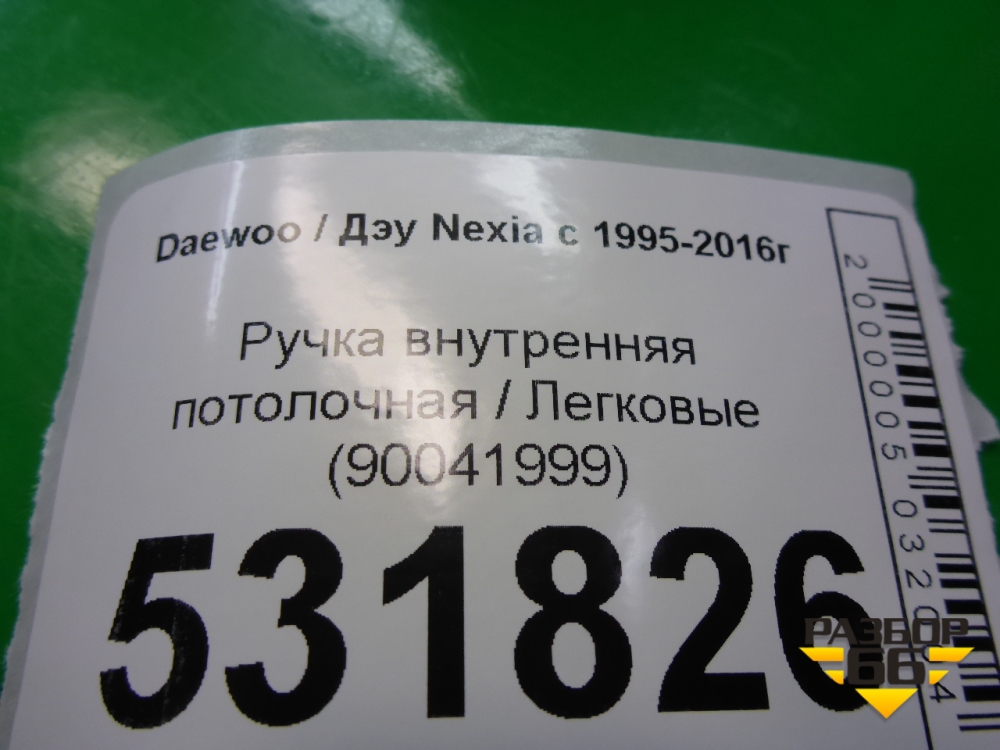 Daewoo / Дэу Nexia с 1995-2016г
Ручка внутренняя
потолочная / Легковые
(90041999)
531826
РАЗБОР
66